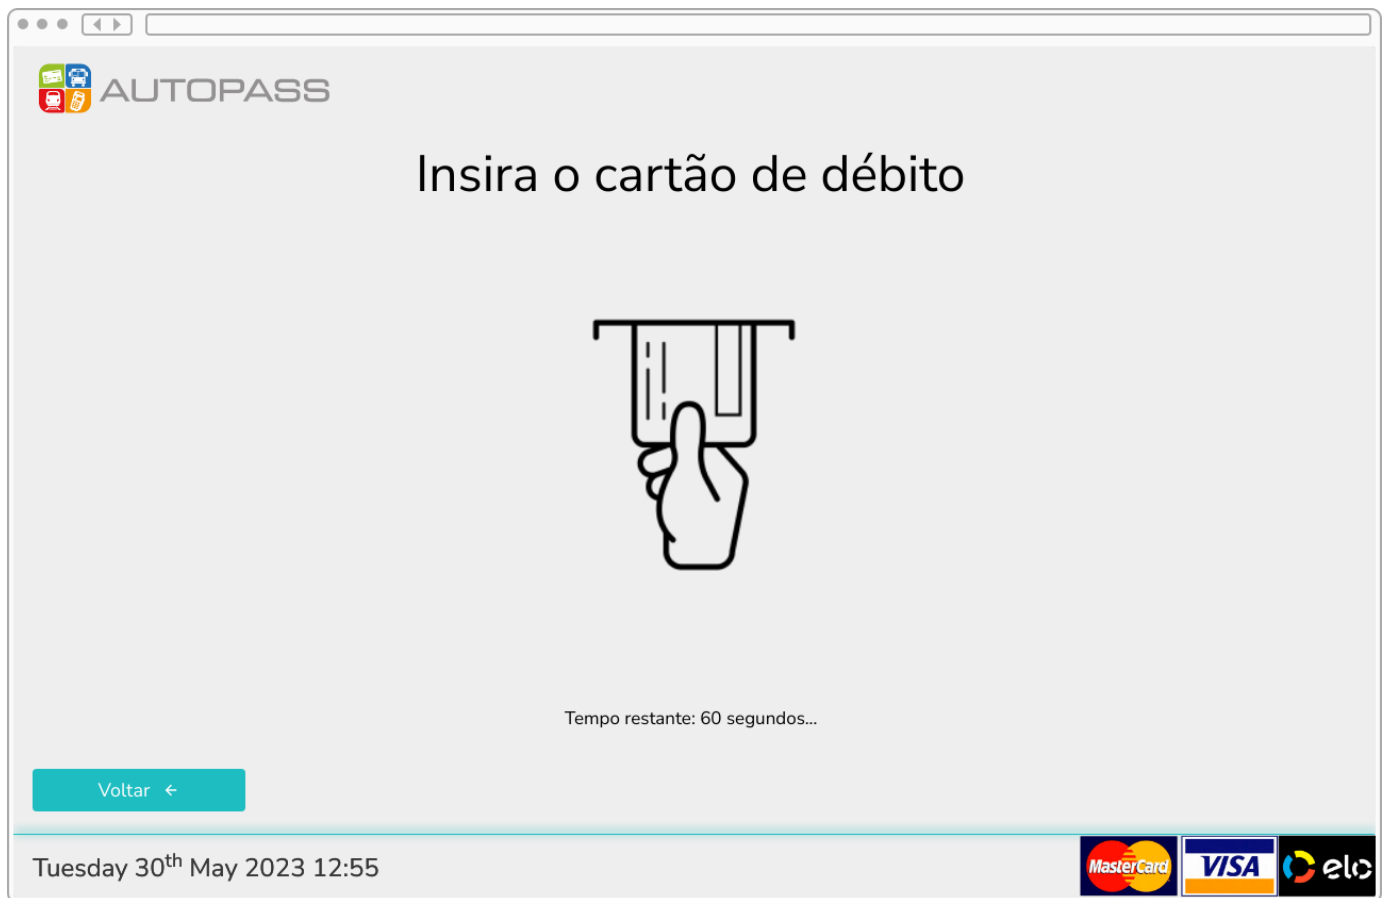 AUTOPASS
Insira o cartão de débito
Tempo restante: 60 segundos...
Voltar ←
Tuesday 30th May 2023 12:55
MasterCard VISA elo